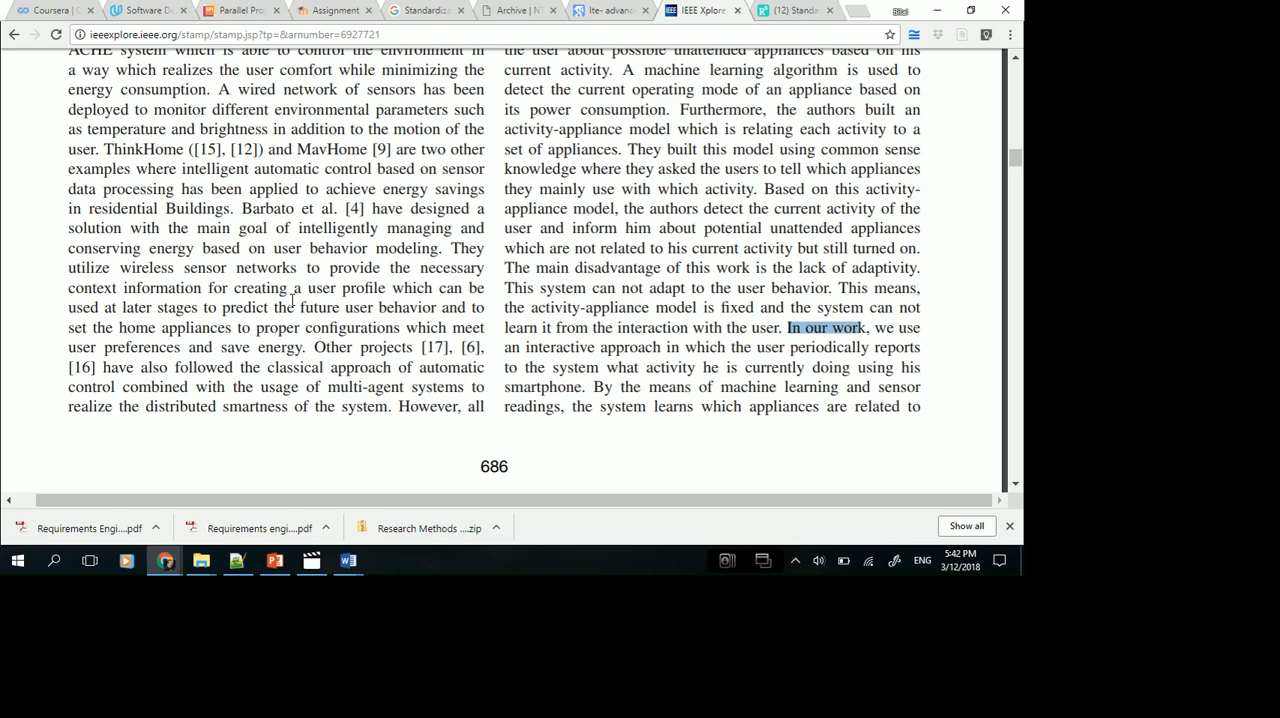 Coursera | C
Software De
Parallel Prog
Assignment
Standardiza
Archive | N
lte- advanc
IEEE Xplore
(12) Standa
Bilal
ieeexplore.ieee.org/stamp/stamp.jsp?tp=&arnumber=6927721
ACHE system which is able to control the environment in
a way which realizes the user comfort while minimizing the
energy consumption. A wired network of sensors has been
deployed to monitor different environmental parameters such
as temperature and brightness in addition to the motion of the
user. ThinkHome ([15], [12]) and MavHome [9] are two other
examples where intelligent automatic control based on sensor
data processing has been applied to achieve energy savings
in residential Buildings. Barbato et al. [4] have designed a
solution with the main goal of intelligently managing and
conserving energy based on user behavior modeling. They
utilize wireless sensor networks to provide the necessary
context information for creating a user profile which can be
used at later stages to predict the future user behavior and to
set the home appliances to proper configurations which meet
user preferences and save energy. Other projects [17], [6],
[16] have also followed the classical approach of automatic
control combined with the usage of multi-agent systems to
realize the distributed smartness of the system. However, all
the user about possible unattended appliances based on his
current activity. A machine learning algorithm is used to
detect the current operating mode of an appliance based on
its power consumption. Furthermore, the authors built an
activity-appliance model which is relating each activity to a
set of appliances. They built this model using common sense
knowledge where they asked the users to tell which appliances
they mainly use with which activity. Based on this activity-
appliance model, the authors detect the current activity of the
user and inform him about potential unattended appliances
which are not related to his current activity but still turned on.
The main disadvantage of this work is the lack of adaptivity.
This system can not adapt to the user behavior. This means,
the activity-appliance model is fixed and the system can not
learn it from the interaction with the user. In our work, we use
an interactive approach in which the user periodically reports
to the system what activity he is currently doing using his
smartphone. By the means of machine learning and sensor
readings, the system learns which appliances are related to
686
Requirements Engi....pdf
Requirements engi....pdf
Research Methods ....zip
Show all
ENG
5:42 PM
3/12/2018